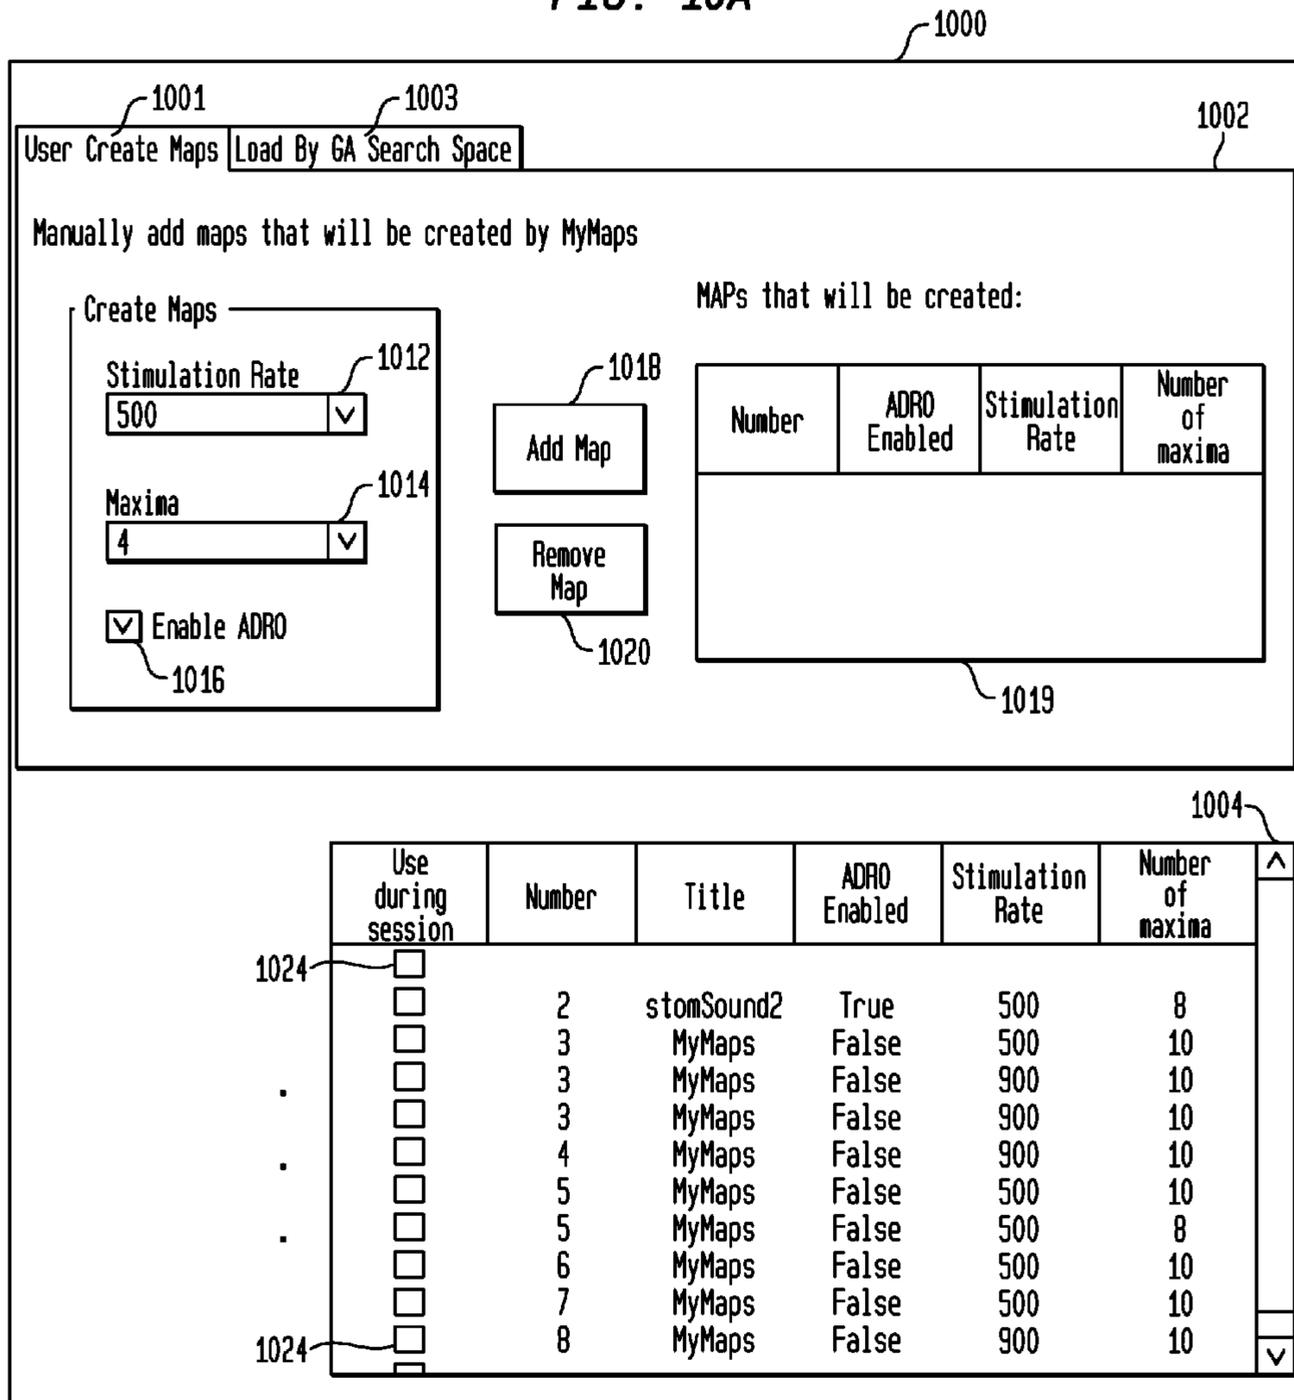 FIG. 10A
1000
1001
1003
1002
User Create Maps Load By GA Search Space
Manually add maps that will be created by MyMaps
Create Maps
MAPs that will be created:
Stimulation Rate
1012
500
Maxima
1014
4
Enable ADRO
1016
1018
Add Map
Remove
Map
1020
Number
ADRO
Enabled
Stimulation
Rate
Number
of
maxima
1019
1004
Use
during
session
Number
Title
ADRO
Enabled
Stimulation
Rate
Number
of
maxima
1024
2 stomSound2 True 500 8
3 MyMaps False 500 10
3 MyMaps False 900 10
3 MyMaps False 900 10
4 MyMaps False 900 10
5 MyMaps False 500 10
5 MyMaps False 500 8
6 MyMaps False 500 10
7 MyMaps False 500 10
1024 8 MyMaps False 900 10